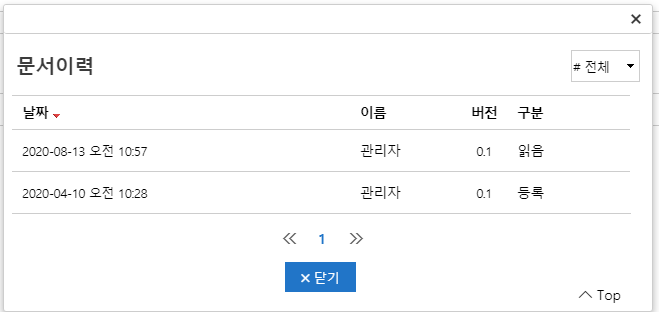 문서이력
# 전체
날짜 이름 버전 구분
2020-08-13 오전 10:57 관리자 0.1 읽음
2020-04-10 오전 10:28 관리자 0.1 등록
1
닫기
Top